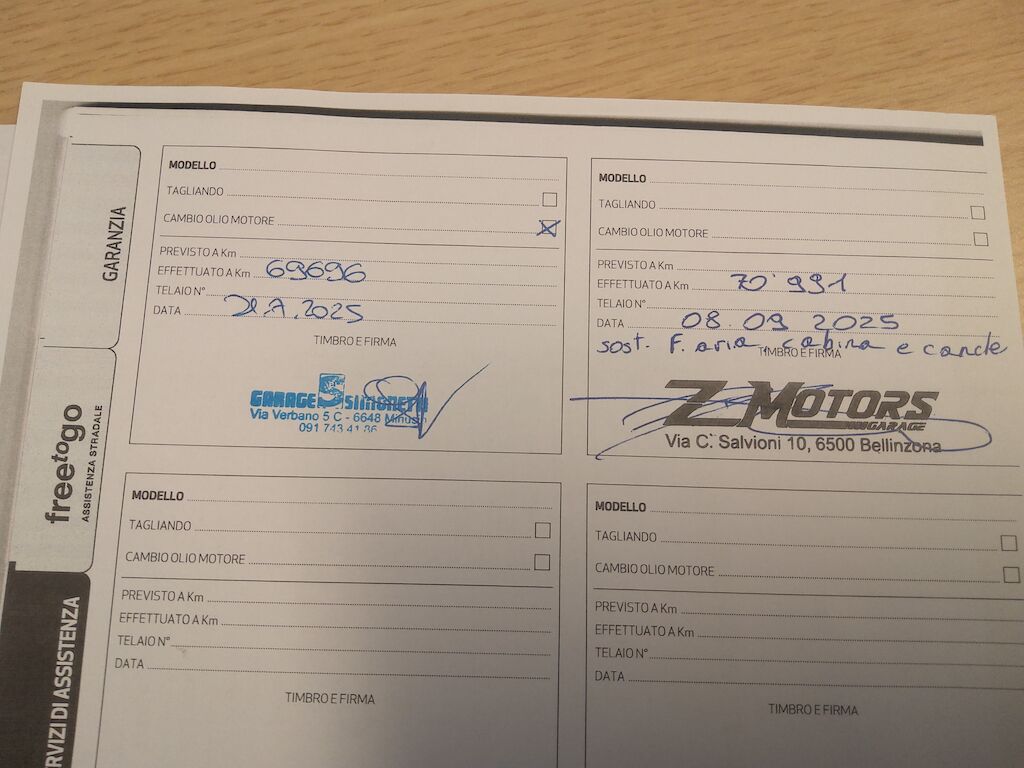 GARANZIA
freetogo
ASSISTENZA STRADALE
RVIZI DI ASSISTENZA
MODELLO
TAGLIANDO
CAMBIO OLIO MOTORE
PREVISTO A Km
EFFETTUATO A Km 69696
TELAIO N°
DATA 21.7.2025
TIMBRO E FIRMA
GARAGE Simonetta
Via Verbano 5 C - 6648 Minusio
091 743 41 86
MODELLO
TAGLIANDO
CAMBIO OLIO MOTORE
PREVISTO A Km
EFFETTUATO A Km 70'991
TELAIO N°
DATA 08.09 2025
sost. F. aria, cabina e candele
TIMBRO E FIRMA
Z MOTORS
GARAGE
Via C. Salvioni 10, 6500 Bellinzona
MODELLO
TAGLIANDO
CAMBIO OLIO MOTORE
PREVISTO A Km
EFFETTUATO A Km
TELAIO N°
DATA
TIMBRO E FIRMA
MODELLO
TAGLIANDO
CAMBIO OLIO MOTORE
PREVISTO A Km
EFFETTUATO A Km
TELAIO N°
DATA
TIMBRO E FIRMA